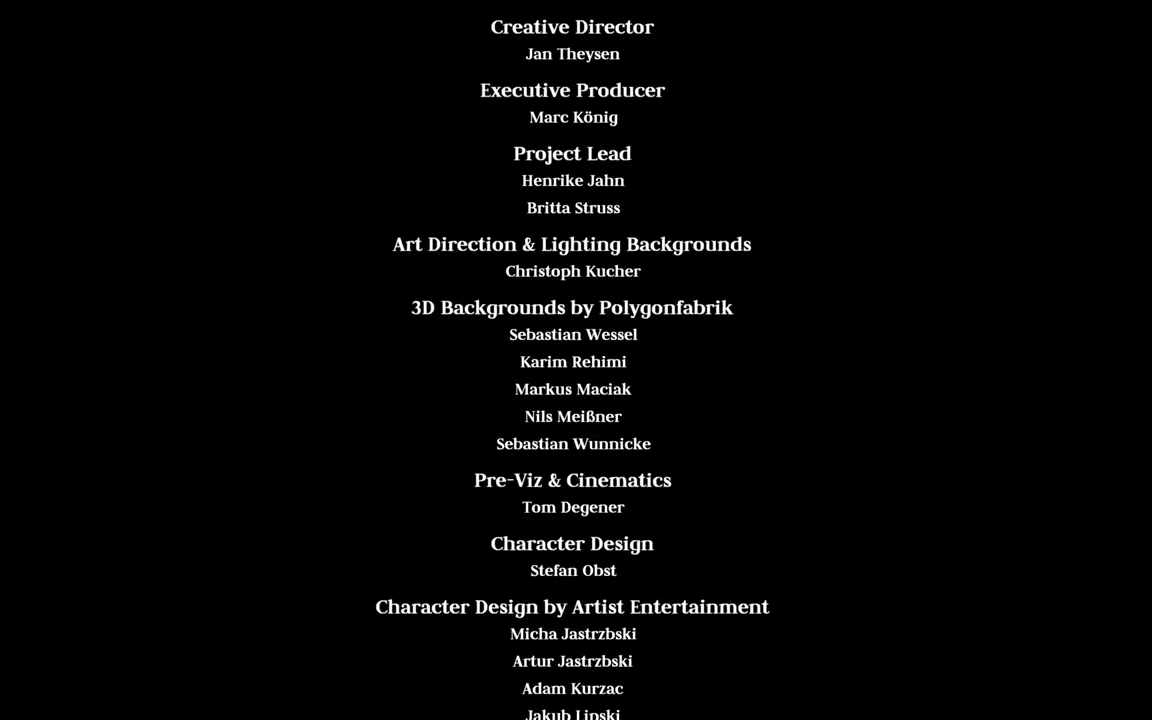 Creative Director
Jan Theysen
Executive Producer
Marc König
Project Lead
Henrike Jahn
Britta Struss
Art Direction & Lighting Backgrounds
Christoph Kucher
3D Backgrounds by Polygonfabrik
Sebastian Wessel
Karim Rehimi
Markus Maciak
Nils Meißner
Sebastian Wunnicke
Pre-Viz & Cinematics
Tom Degener
Character Design
Stefan Obst
Character Design by Artist Entertainment
Micha Jastrzbski
Artur Jastrzbski
Adam Kurzac
Jakub Lipski